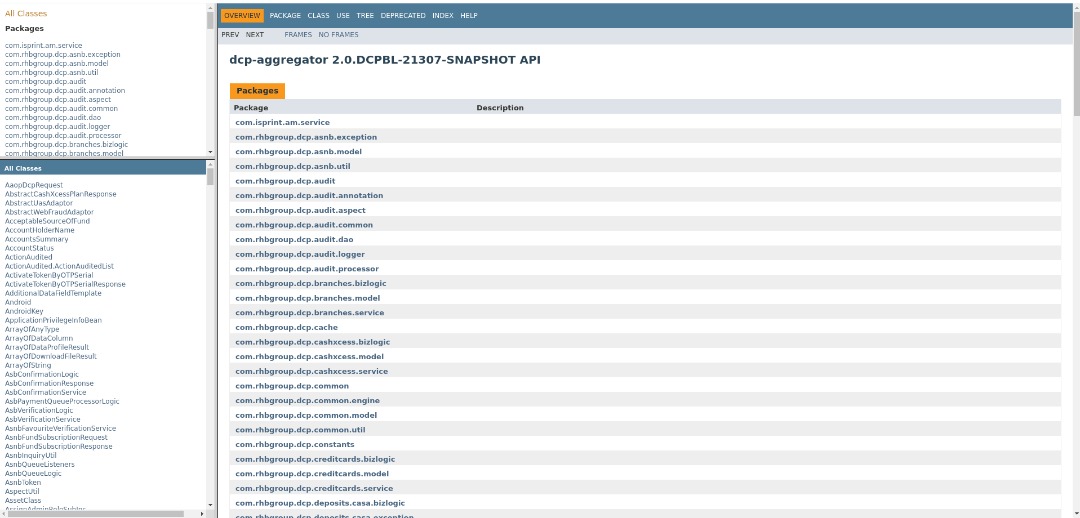 All Classes
Packages
com.isprint.am.service
com.rhbgroup.dcp.asnb.exception
com.rhbgroup.dcp.asnb.model
com.rhbgroup.dcp.asnb.util
com.rhbgroup.dcp.audit
com.rhbgroup.dcp.audit.annotation
com.rhbgroup.dcp.audit.aspect
com.rhbgroup.dcp.audit.common
com.rhbgroup.dcp.audit.dao
com.rhbgroup.dcp.audit.logger
com.rhbgroup.dcp.audit.processor
com.rhbgroup.dcp.branches.bizlogic
com.rhbgroup.dcp.branches.model
All Classes
AaopDcpRequest
AbstractCashXcessPlanResponse
AbstractUasAdaptor
AbstractWebFraudAdaptor
AcceptableSourceOfFund
AccountHolderName
AccountsSummary
AccountStatus
ActionAudited
ActionAudited.ActionAuditedList
ActivateTokenByOTPSerial
ActivateTokenByOTPSerialResponse
AdditionalDataFieldTemplate
Android
AndroidKey
ApplicationPrivilegeInfoBean
ArrayOfAnyType
ArrayOfDataColumn
ArrayOfDataProfileResult
ArrayOfDownloadFileResult
ArrayOfString
AsbConfirmationLogic
AsbConfirmationResponse
AsbConfirmationService
AsbPaymentQueueProcessorLogic
AsbVerificationLogic
AsbVerificationService
AsnbFavouriteVerificationService
AsnbFundSubscriptionRequest
AsnbFundSubscriptionResponse
AsnbInquiryUtil
AsnbQueueListeners
AsnbQueueLogic
AsnbToken
AspectUtil
AssetClass
OVERVIEW PACKAGE CLASS USE TREE DEPRECATED INDEX HELP
PREV NEXT FRAMES NO FRAMES
dcp-aggregator 2.0.DCPBL-21307-SNAPSHOT API
Packages
Package Description
com.isprint.am.service
com.rhbgroup.dcp.asnb.exception
com.rhbgroup.dcp.asnb.model
com.rhbgroup.dcp.asnb.util
com.rhbgroup.dcp.audit
com.rhbgroup.dcp.audit.annotation
com.rhbgroup.dcp.audit.aspect
com.rhbgroup.dcp.audit.common
com.rhbgroup.dcp.audit.dao
com.rhbgroup.dcp.audit.logger
com.rhbgroup.dcp.audit.processor
com.rhbgroup.dcp.branches.bizlogic
com.rhbgroup.dcp.branches.model
com.rhbgroup.dcp.branches.service
com.rhbgroup.dcp.cache
com.rhbgroup.dcp.cashxcess.bizlogic
com.rhbgroup.dcp.cashxcess.model
com.rhbgroup.dcp.cashxcess.service
com.rhbgroup.dcp.common
com.rhbgroup.dcp.common.engine
com.rhbgroup.dcp.common.model
com.rhbgroup.dcp.common.util
com.rhbgroup.dcp.constants
com.rhbgroup.dcp.creditcards.bizlogic
com.rhbgroup.dcp.creditcards.model
com.rhbgroup.dcp.creditcards.service
com.rhbgroup.dcp.deposits.casa.bizlogic
com.rhbgroup.dcp.deposits.casa.exception